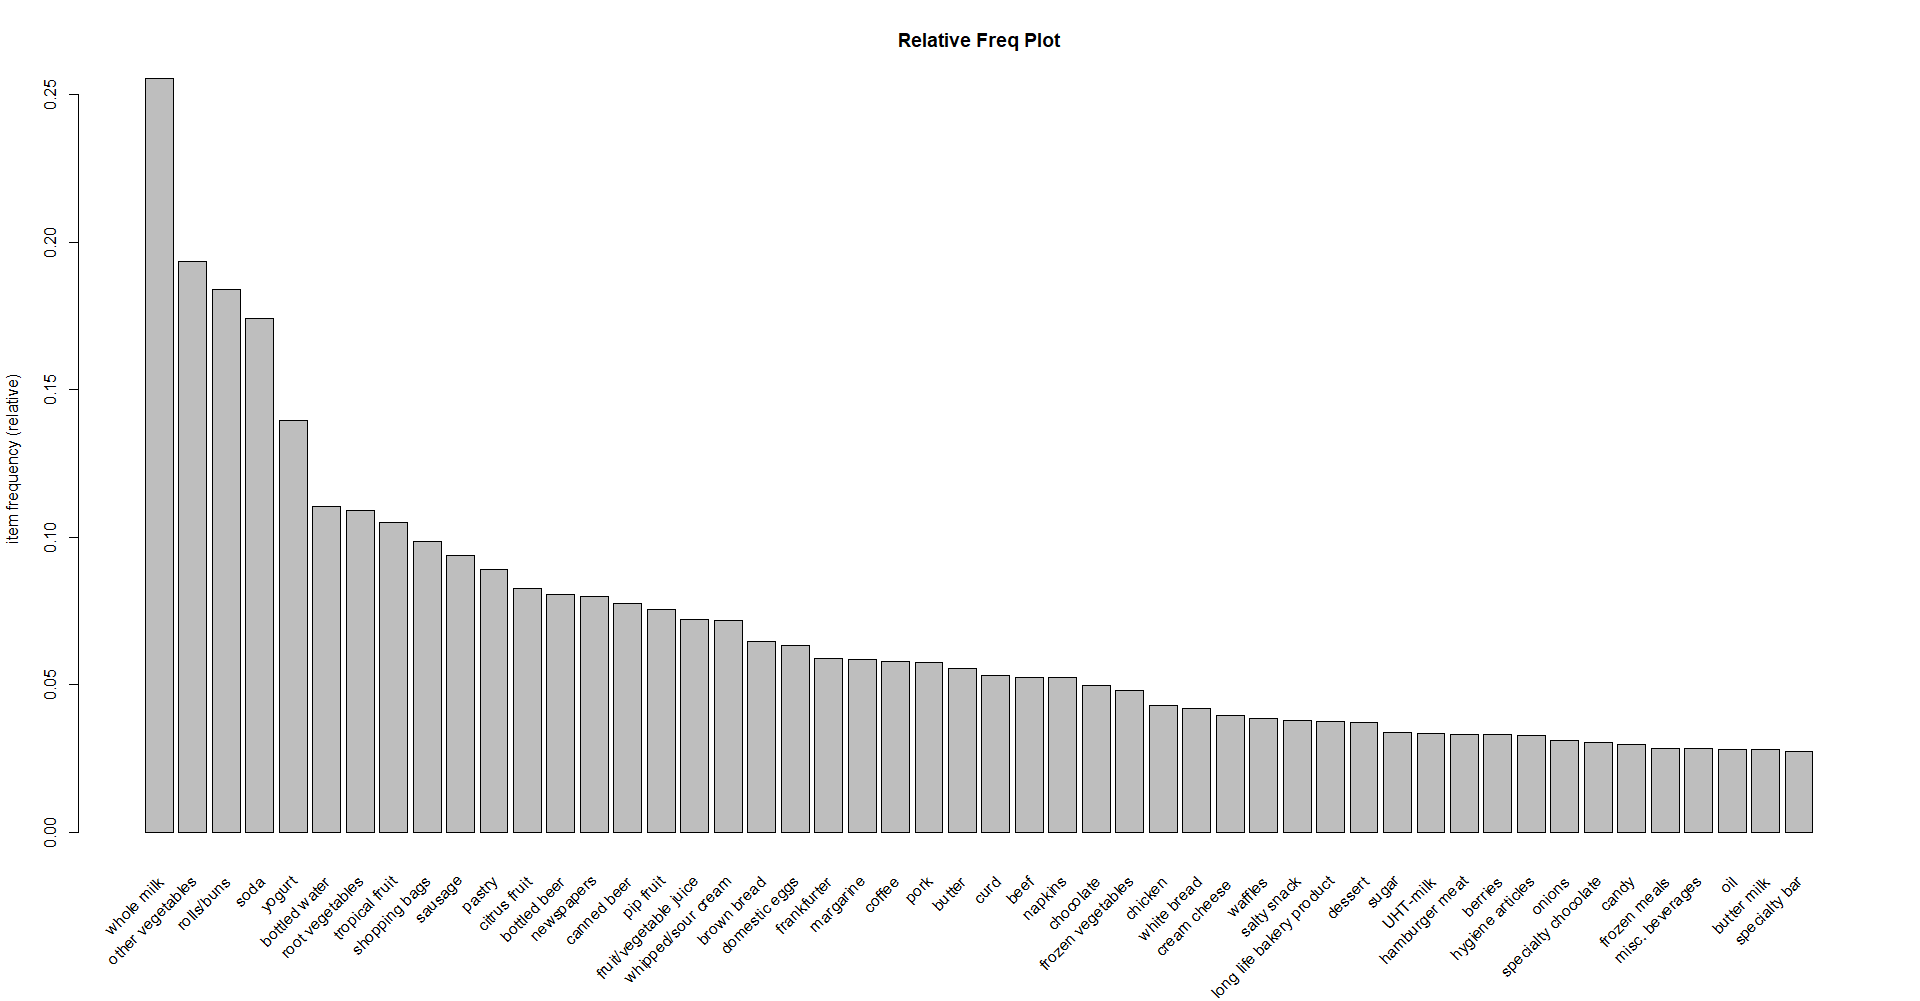 Relative Freq Plot
item frequency (relative)
0.25
0.20
0.15
0.10
0.05
0.00
whole milk
other vegetables
rolls/buns
soda
yogurt
bottled water
root vegetables
tropical fruit
shopping bags
sausage
pastry
citrus fruit
bottled beer
newspapers
canned beer
pip fruit
fruit/vegetable juice
whipped/sour cream
brown bread
domestic eggs
frankfurter
margarine
coffee
pork
butter
curd
beef
napkins
chocolate
frozen vegetables
chicken
white bread
cream cheese
waffles
salty snack
long life bakery product
dessert
sugar
UHT-milk
hamburger meat
berries
hygiene articles
onions
specialty chocolate
candy
frozen meals
misc. beverages
oil
butter milk
specialty bar